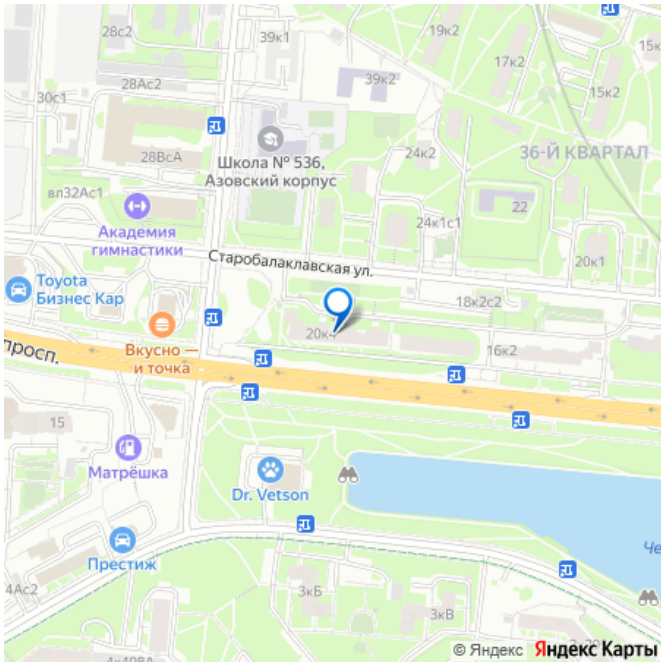 28с2
39к1
17к2
28Ас2
39к2
15к2
30с1
Школа № 536,
Азовский корпус
28ВсА
24к2
36-Й КВАРТАЛ
вл32Ас1
22
24к1с1
Академия
гимнастики
20к1
Старобалаклавская ул.
Toyota
Бизнес Кар
18к2с2
20к4
Вкусно —
и точка
16к2
просп.
15
Матрёшка
Dr. Vetson
Че
Престиж
4Ас2
3кБ
3кВ
© Яндекс Яндекс Карты